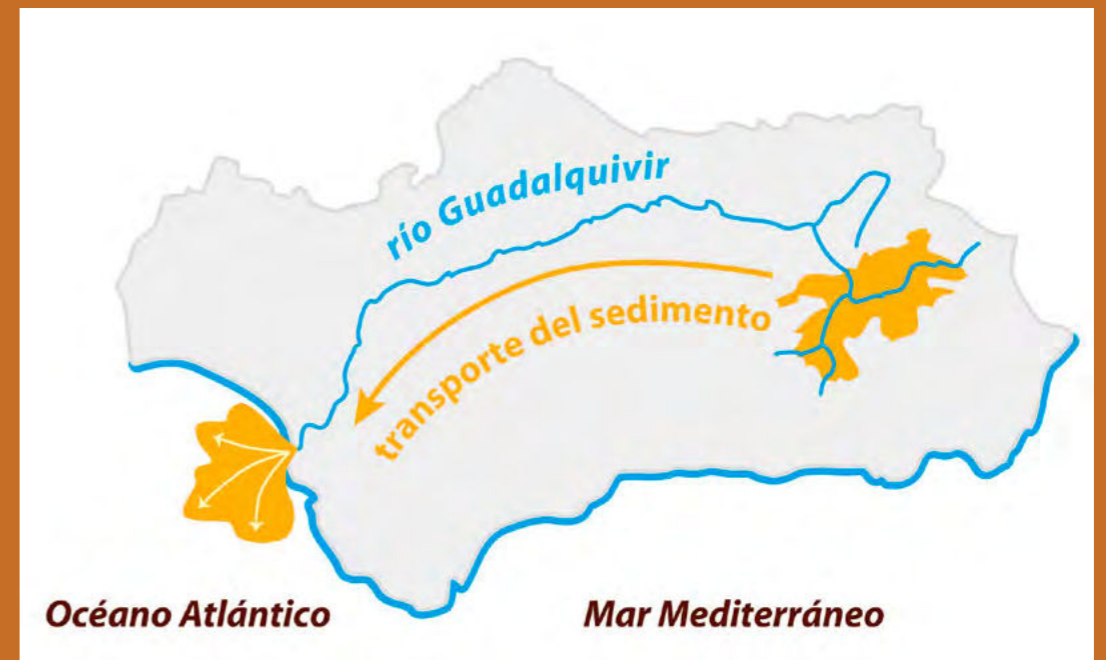 río Guadalquivir
transporte del sedimento
Océano Atlántico
Mar Mediterráneo